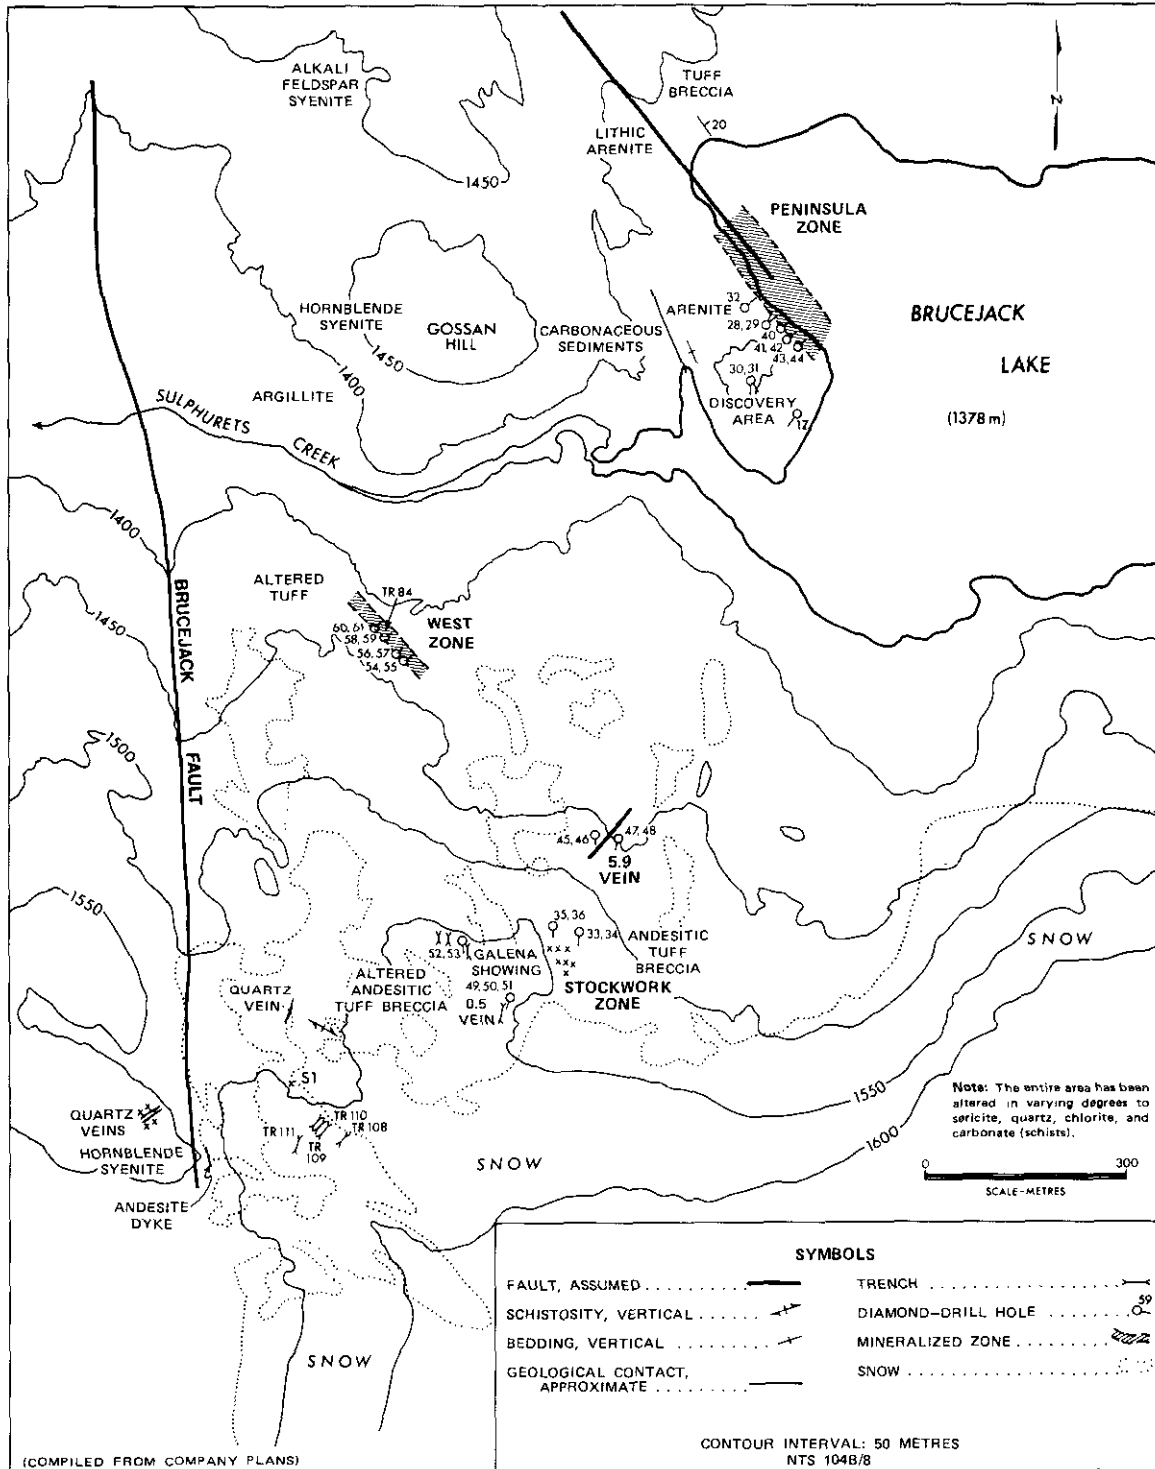 ALKALI
FELDSPAR
SYENITE
TUFF
BRECCIA
20
LITHIC
ARENITE
1450
PENINSULA
ZONE
HORNBLENDE
SYENITE
GOSSAN
HILL
CARBONACEOUS
SEDIMENTS
ARENITE
32
28, 29
40
41, 42
43, 44
30, 31
BRUCEJACK
LAKE
(1378 m)
1450
1400
ARGILLITE
DISCOVERY
AREA
17
SULPHURETS
CREEK
1400
ALTERED
TUFF
TR 84
60, 61
58, 59
56, 57
54, 55
WEST
ZONE
1450
BRUCEJACK
FAULT
1500
45, 46
47, 48
5.9
VEIN
1550
35, 36
33, 34
ANDESITIC
TUFF
BRECCIA
SNOW
52, 53
GALENA
SHOWING
49, 50, 51
0.5
VEIN
STOCKWORK
ZONE
ALTERED
ANDESITIC
TUFF BRECCIA
QUARTZ
VEIN
S1
1550
1600
Note: The entire area has been
altered in varying degrees to
sericite, quartz, chlorite, and
carbonate (schists).
QUARTZ
VEINS
HORNBLENDE
SYENITE
ANDESITE
DYKE
TR 110
TR 108
TR 111
TR
109
SNOW
0 300
SCALE-METRES
SNOW
SYMBOLS
FAULT, ASSUMED
SCHISTOSITY, VERTICAL
BEDDING, VERTICAL
GEOLOGICAL CONTACT,
APPROXIMATE
TRENCH
DIAMOND-DRILL HOLE 59
MINERALIZED ZONE
SNOW
CONTOUR INTERVAL: 50 METRES
NTS 104B/8
(COMPILED FROM COMPANY PLANS)